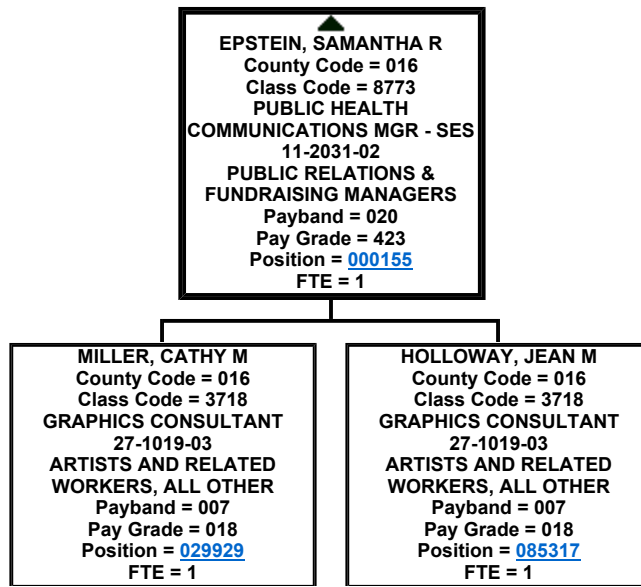 EPSTEIN, SAMANTHA R
County Code = 016
Class Code = 8773
PUBLIC HEALTH
COMMUNICATIONS MGR - SES
11-2031-02
PUBLIC RELATIONS &
FUNDRAISING MANAGERS
Payband = 020
Pay Grade = 423
Position = 000155
FTE = 1
MILLER, CATHY M
County Code = 016
Class Code = 3718
GRAPHICS CONSULTANT
27-1019-03
ARTISTS AND RELATED
WORKERS, ALL OTHER
Payband = 007
Pay Grade = 018
Position = 029929
FTE = 1
HOLLOWAY, JEAN M
County Code = 016
Class Code = 3718
GRAPHICS CONSULTANT
27-1019-03
ARTISTS AND RELATED
WORKERS, ALL OTHER
Payband = 007
Pay Grade = 018
Position = 085317
FTE = 1